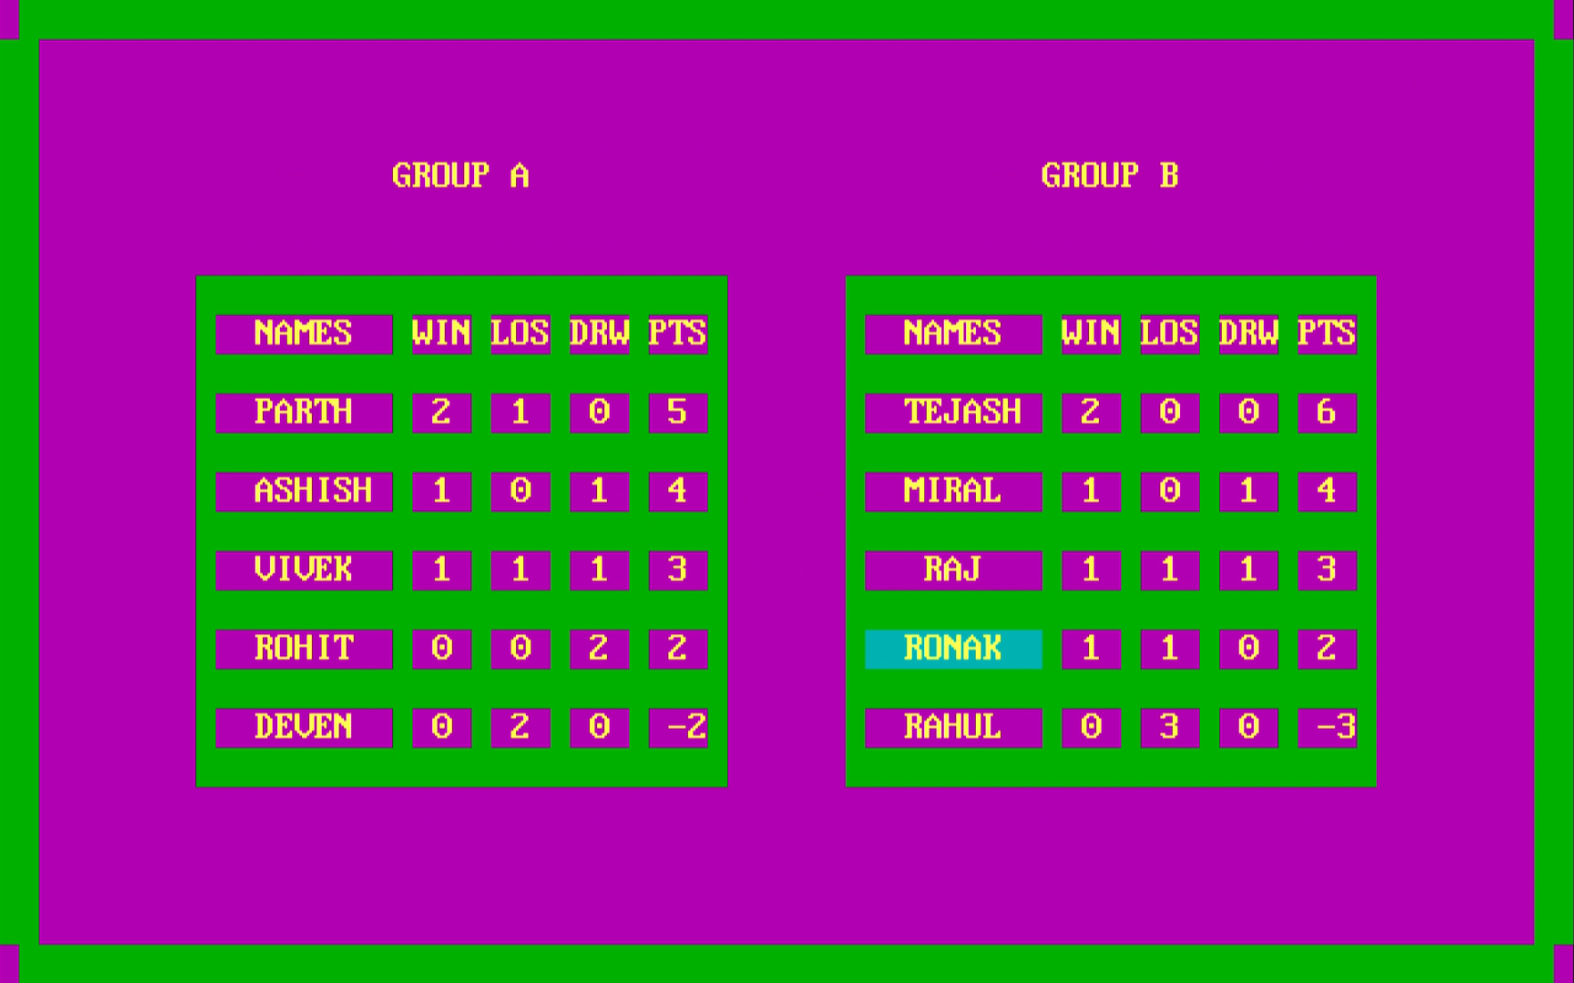 GROUP A
NAMES WIN LOS DRW PTS
PARTH 2 1 0 5
ASHISH 1 0 1 4
VIVEK 1 1 1 3
ROHIT 0 0 2 2
DEVEN 0 2 0 -2
GROUP B
NAMES WIN LOS DRW PTS
TEJASH 2 0 0 6
MIRAL 1 0 1 4
RAJ 1 1 1 3
RONAK 1 1 0 2
RAHUL 0 3 0 -3